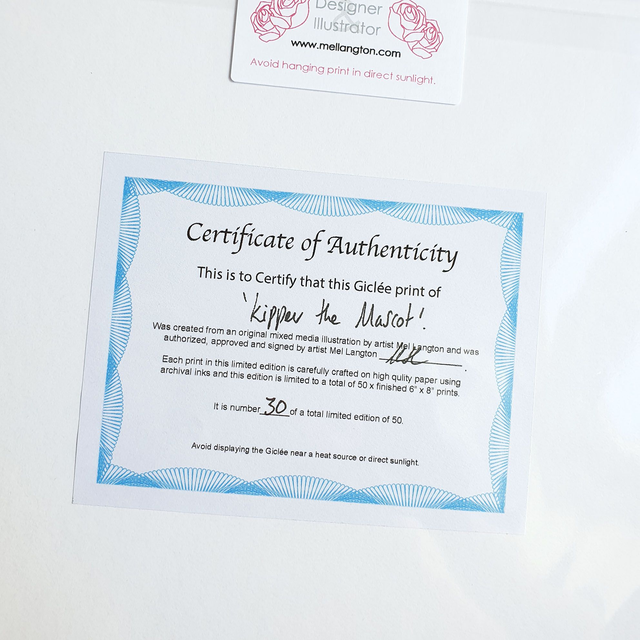 Designer
Illustrator
www.mellangton.com
Avoid hanging print in direct sunlight.
Certificate of Authenticity
This is to Certify that this Giclée print of
'Kipper the Mascot'.
Was created from an original mixed media illustration by artist Mel Langton and was
authorized, approved and signed by artist Mel Langton
Each print in this limited edition is carefully crafted on high qulity paper using
archival inks and this edition is limited to a total of 50 x finished 6" x 8" prints.
It is number 30 of a total limited edition of 50.
Avoid displaying the Giclée near a heat source or direct sunlight.